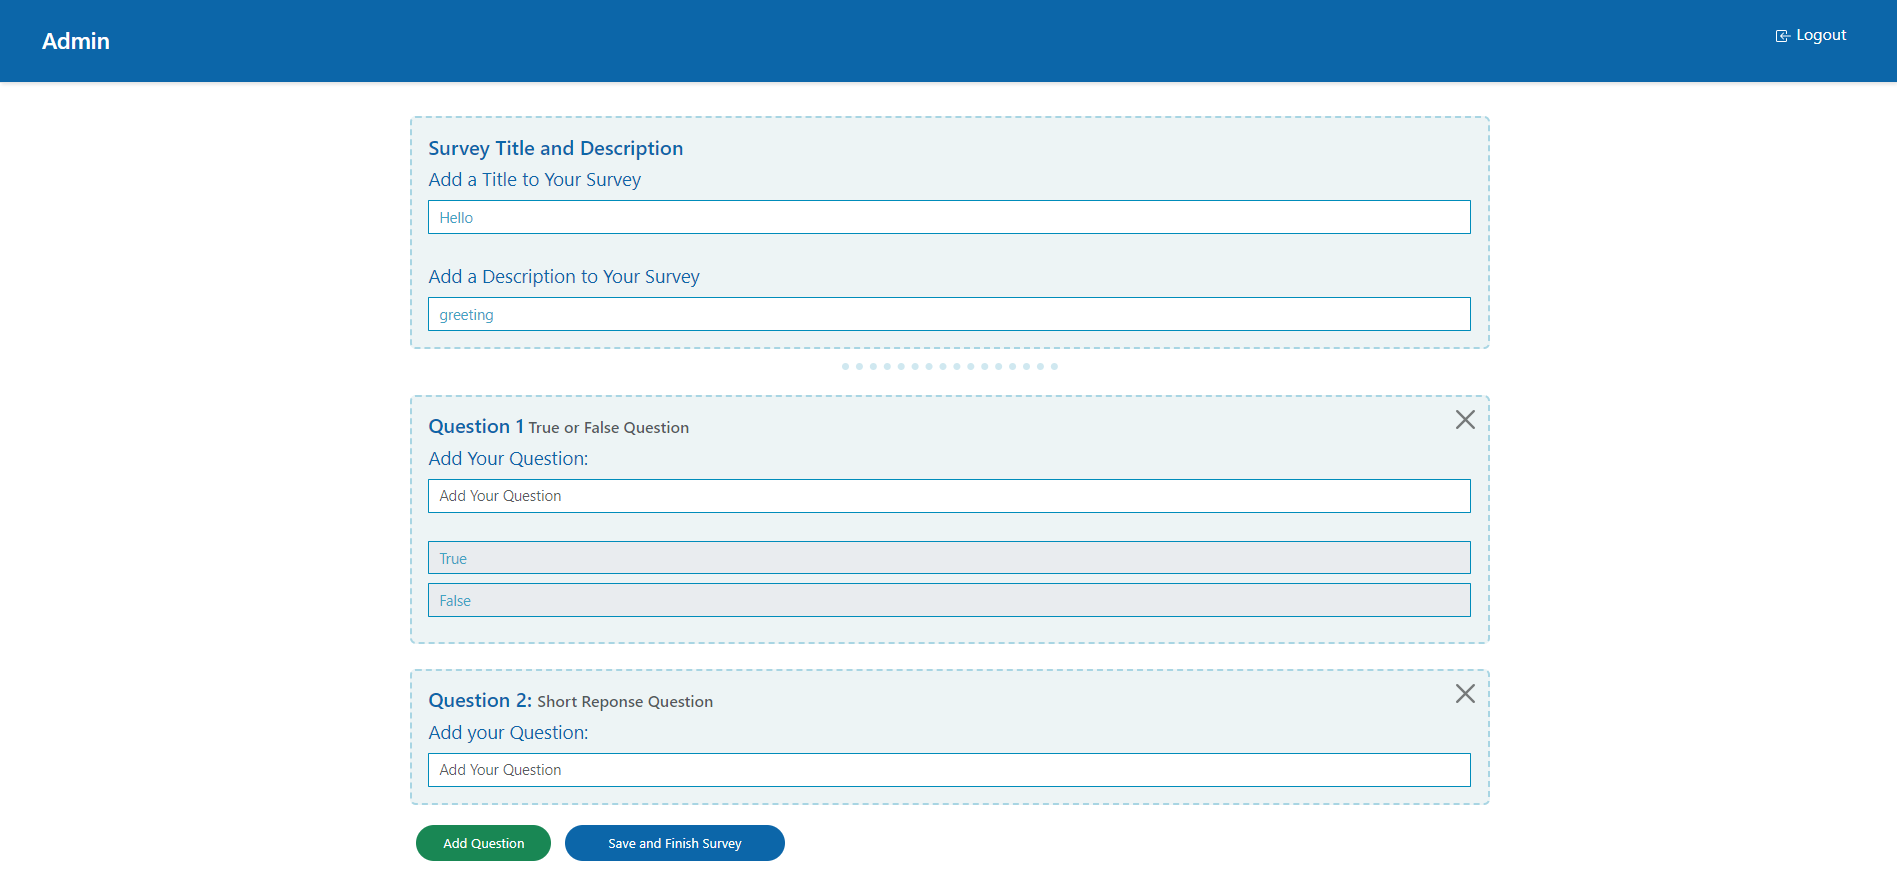 Admin
Logout
Survey Title and Description
Add a Title to Your Survey
Hello
Add a Description to Your Survey
greeting
Question 1 True or False Question
Add Your Question:
Add Your Question
True
False
Question 2: Short Reponse Question
Add your Question:
Add Your Question
Add Question
Save and Finish Survey